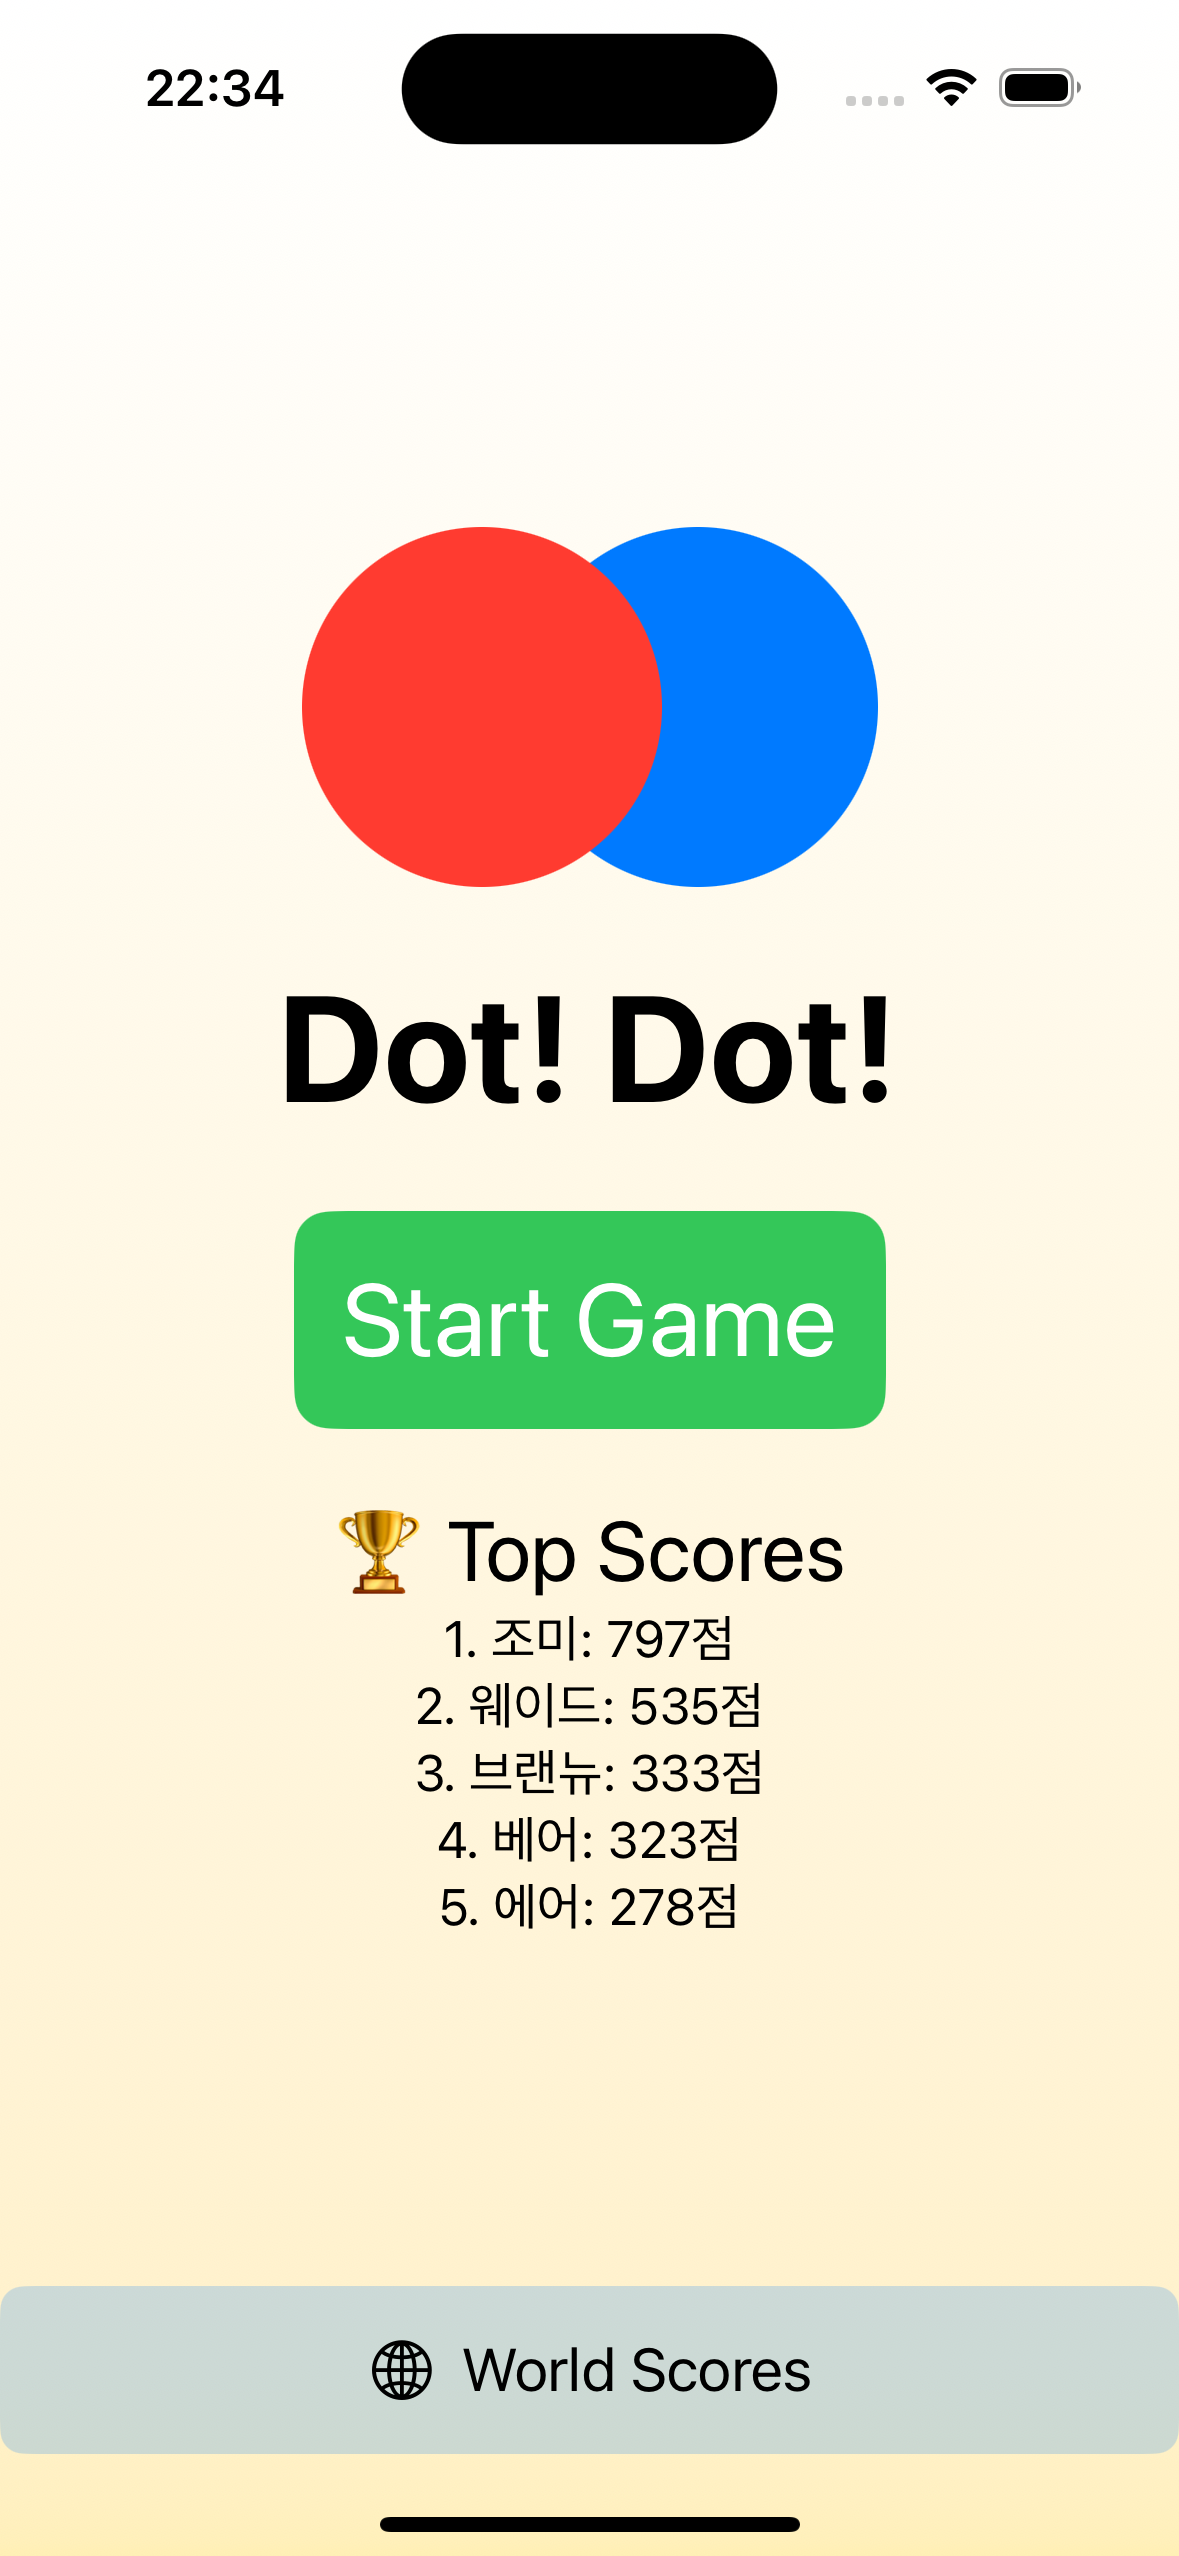 22:34
Dot! Dot!
Start Game
🏆 Top Scores
1. 조미: 797점
2. 웨이드: 535점
3. 브랜뉴: 333점
4. 베어: 323점
5. 에어: 278점
World Scores